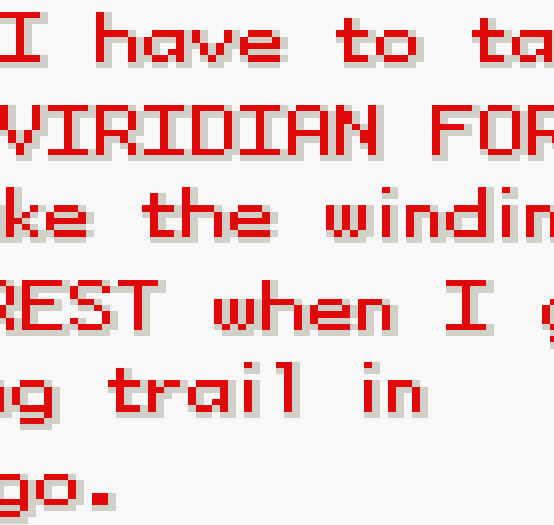 I have to ta
VIRIDIAN FOR
ke the windin
REST when I g
ng trail in
go.